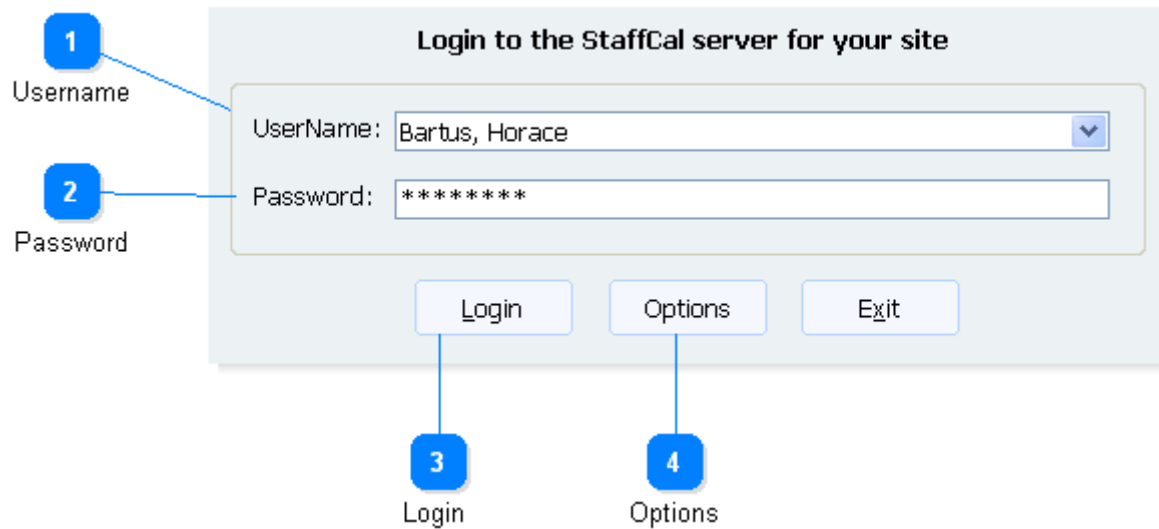 Login to the StaffCal server for your site
1
Username
UserName: Bartus, Horace
2
Password
Password: ********
Login Options Exit
3
Login
4
Options